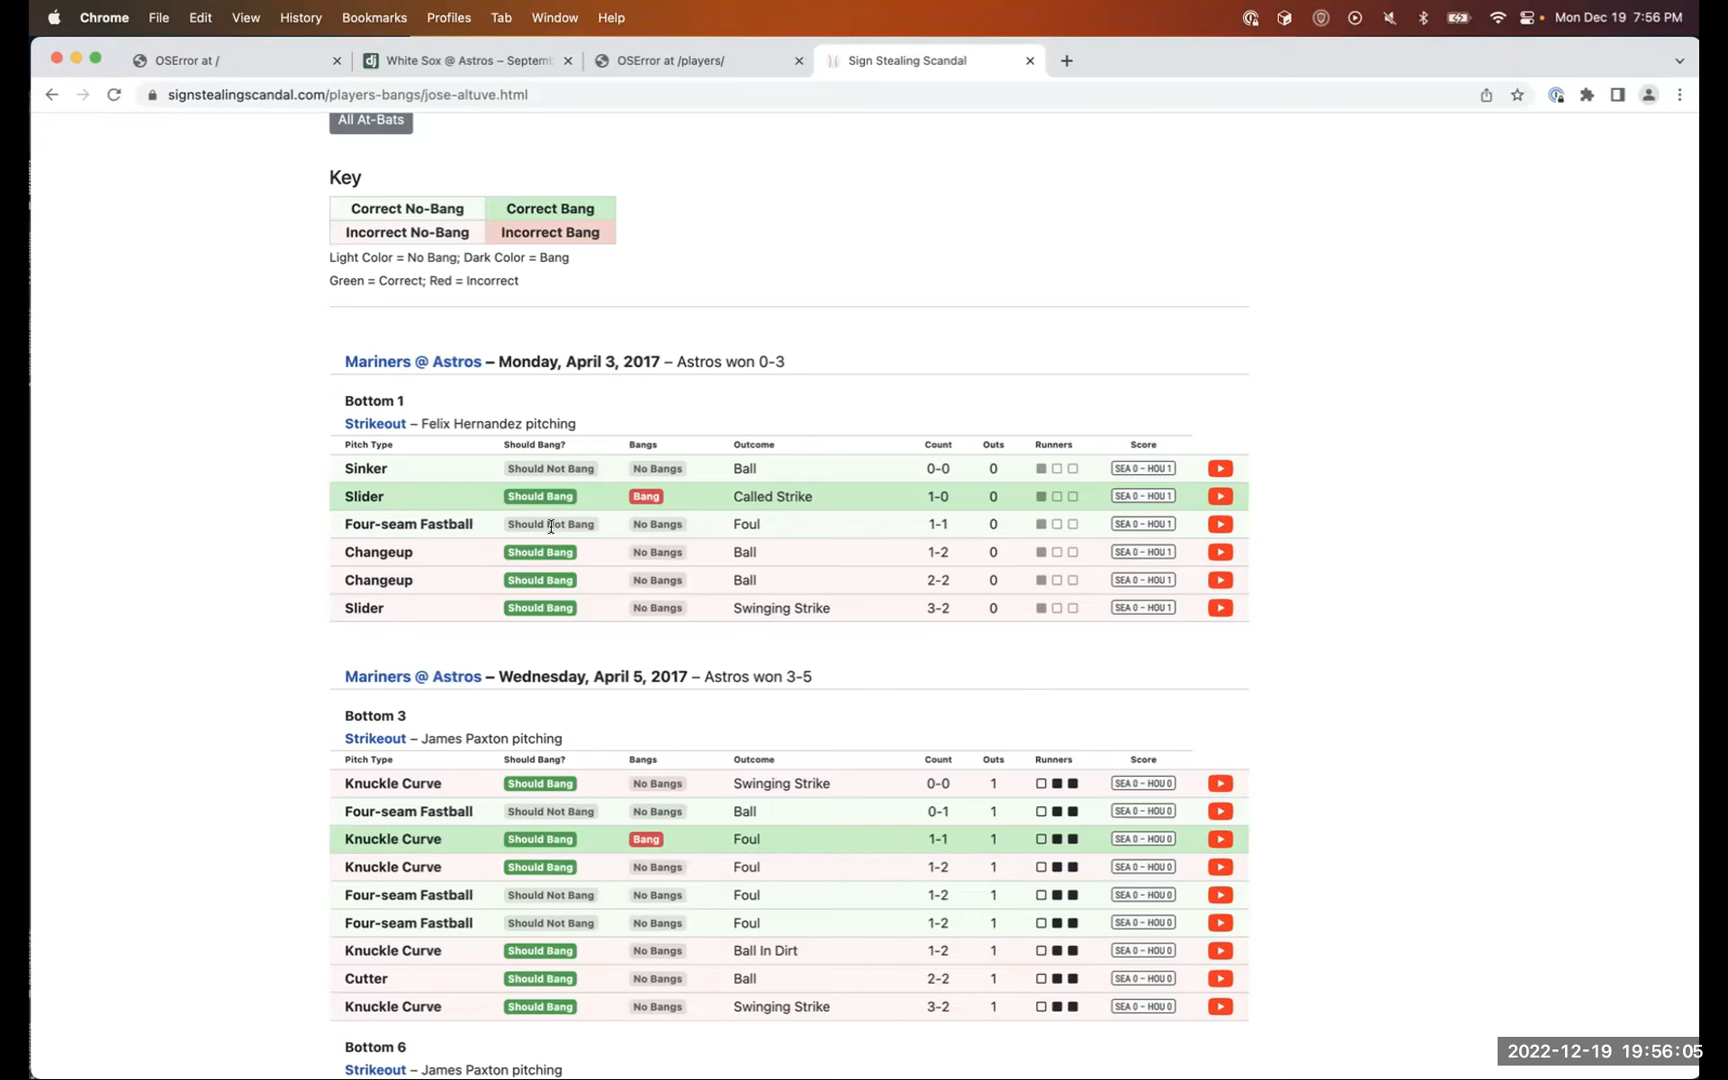 Chrome File Edit View History Bookmarks Profiles Tab Window Help Mon Dec 19 7:56 PM
OSError at / White Sox @ Astros – Septem OSError at /players/ Sign Stealing Scandal
signstealingscandal.com/players-bangs/jose-altuve.html
All At-Bats
Key
Correct No-Bang Correct Bang
Incorrect No-Bang Incorrect Bang
Light Color = No Bang; Dark Color = Bang
Green = Correct; Red = Incorrect
Mariners @ Astros – Monday, April 3, 2017 – Astros won 0-3
Bottom 1
Strikeout – Felix Hernandez pitching
Pitch Type Should Bang? Bangs Outcome Count Outs Runners Score
Sinker Should Not Bang No Bangs Ball 0-0 0 SEA 0 – HOU 1
Slider Should Bang Bang Called Strike 1-0 0 SEA 0 – HOU 1
Four-seam Fastball Should Not Bang No Bangs Foul 1-1 0 SEA 0 – HOU 1
Changeup Should Bang No Bangs Ball 1-2 0 SEA 0 – HOU 1
Changeup Should Bang No Bangs Ball 2-2 0 SEA 0 – HOU 1
Slider Should Bang No Bangs Swinging Strike 3-2 0 SEA 0 – HOU 1
Mariners @ Astros – Wednesday, April 5, 2017 – Astros won 3-5
Bottom 3
Strikeout – James Paxton pitching
Pitch Type Should Bang? Bangs Outcome Count Outs Runners Score
Knuckle Curve Should Bang No Bangs Swinging Strike 0-0 1 SEA 0 – HOU 0
Four-seam Fastball Should Not Bang No Bangs Ball 0-1 1 SEA 0 – HOU 0
Knuckle Curve Should Bang Bang Foul 1-1 1 SEA 0 – HOU 0
Knuckle Curve Should Bang No Bangs Foul 1-2 1 SEA 0 – HOU 0
Four-seam Fastball Should Not Bang No Bangs Foul 1-2 1 SEA 0 – HOU 0
Four-seam Fastball Should Not Bang No Bangs Foul 1-2 1 SEA 0 – HOU 0
Knuckle Curve Should Bang No Bangs Ball In Dirt 1-2 1 SEA 0 – HOU 0
Cutter Should Bang No Bangs Ball 2-2 1 SEA 0 – HOU 0
Knuckle Curve Should Bang No Bangs Swinging Strike 3-2 1 SEA 0 – HOU 0
Bottom 6
Strikeout – James Paxton pitching
2022-12-19 19:56:05